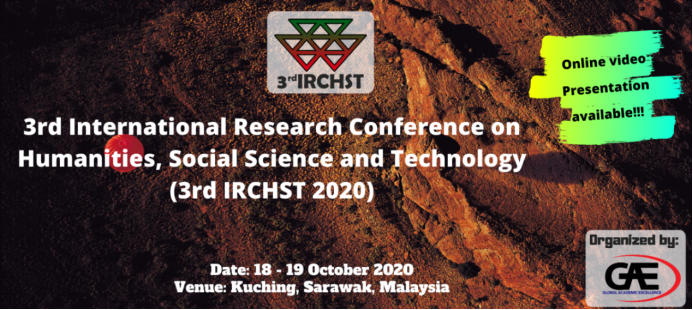 3rdIRCHST
Online video
Presentation
available!!!
3rd International Research Conference on
Humanities, Social Science and Technology
(3rd IRCHST 2020)
Date: 18 - 19 October 2020
Venue: Kuching, Sarawak, Malaysia
Organized by:
GAE
GLOBAL ACADEMIC EXCELLENCE